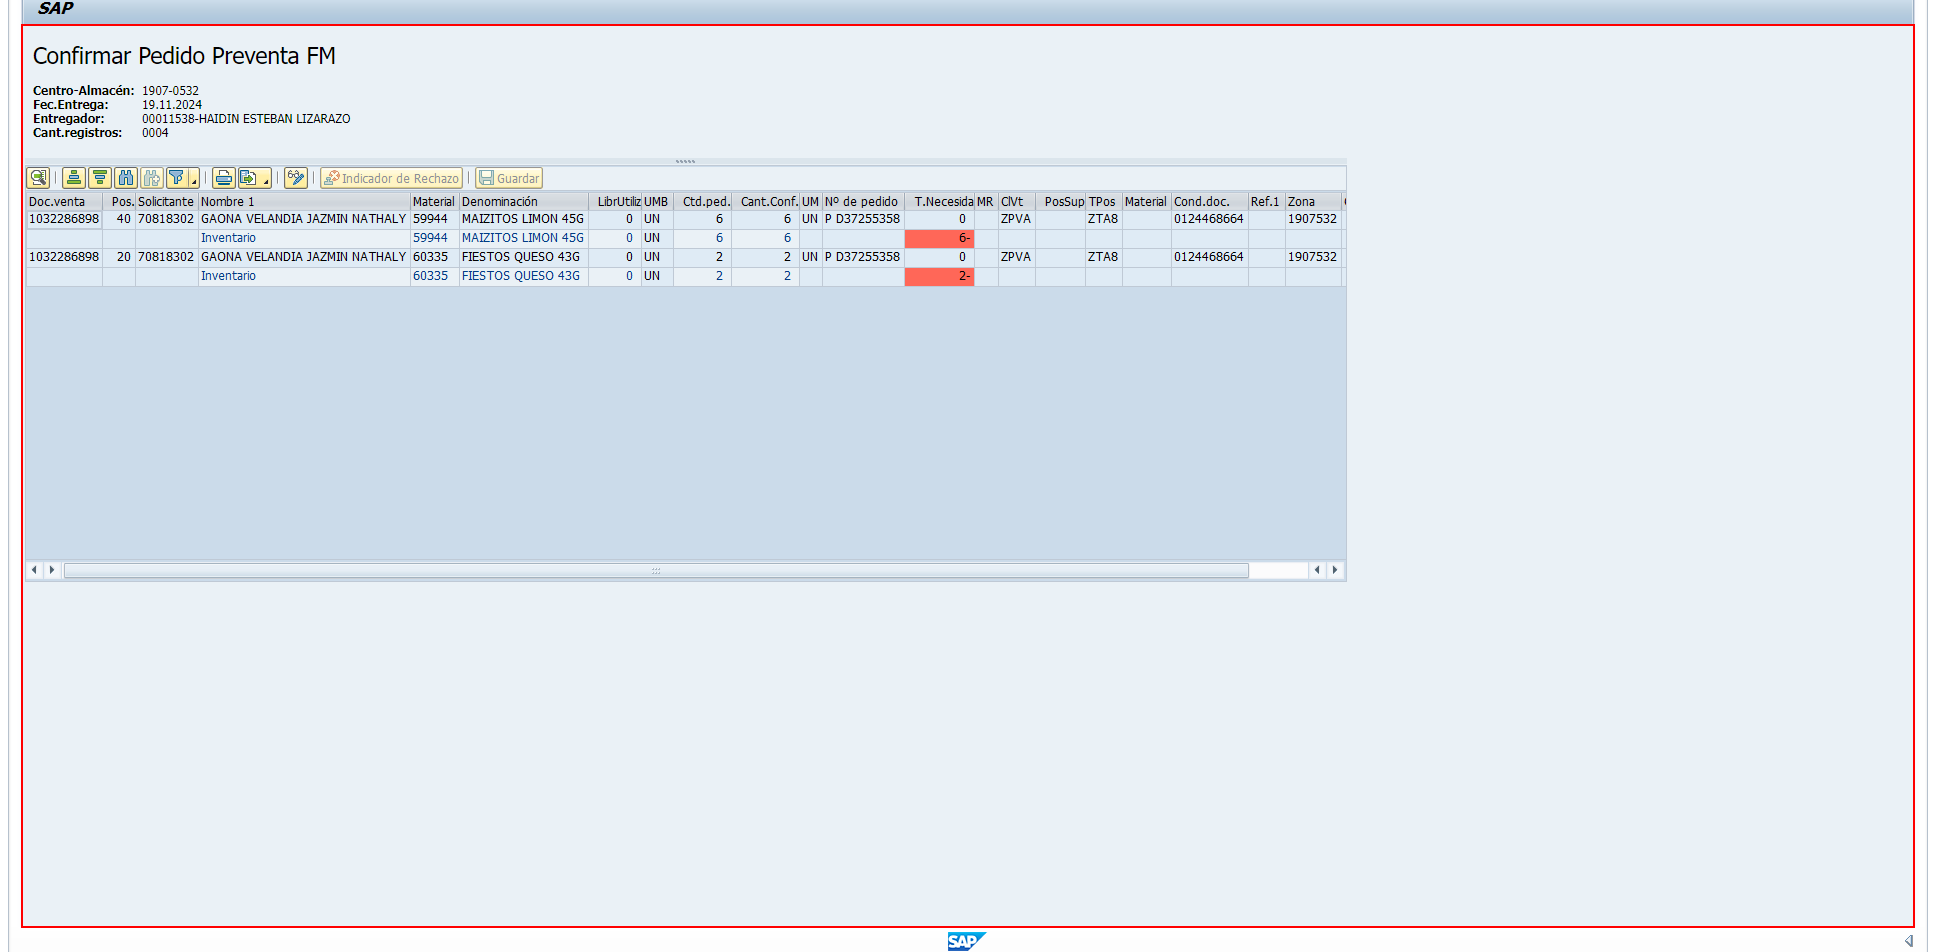 SAP
Confirmar Pedido Preventa FM
Centro-Almacén: 1907-0532
Fec.Entrega: 19.11.2024
Entregador: 00011538-HAIDIN ESTEBAN LIZARAZO
Cant.registros: 0004
Indicador de Rechazo Guardar
Doc.venta Pos. Solicitante Nombre 1 Material Denominación LibrUtiliz UMB Ctd.ped. Cant.Conf. UM Nº de pedido T.Necesida MR ClVt PosSup TPos Material Cond.doc. Ref.1 Zona
1032286898 40 70818302 GAONA VELANDIA JAZMIN NATHALY 59944 MAIZITOS LIMON 45G 0 UN 6 6 UN P D37255358 0 ZPVA ZTA8 0124468664 1907532
Inventario 59944 MAIZITOS LIMON 45G 0 UN 6 6 6-
1032286898 20 70818302 GAONA VELANDIA JAZMIN NATHALY 60335 FIESTOS QUESO 43G 0 UN 2 2 UN P D37255358 0 ZPVA ZTA8 0124468664 1907532
Inventario 60335 FIESTOS QUESO 43G 0 UN 2 2 2-
SAP